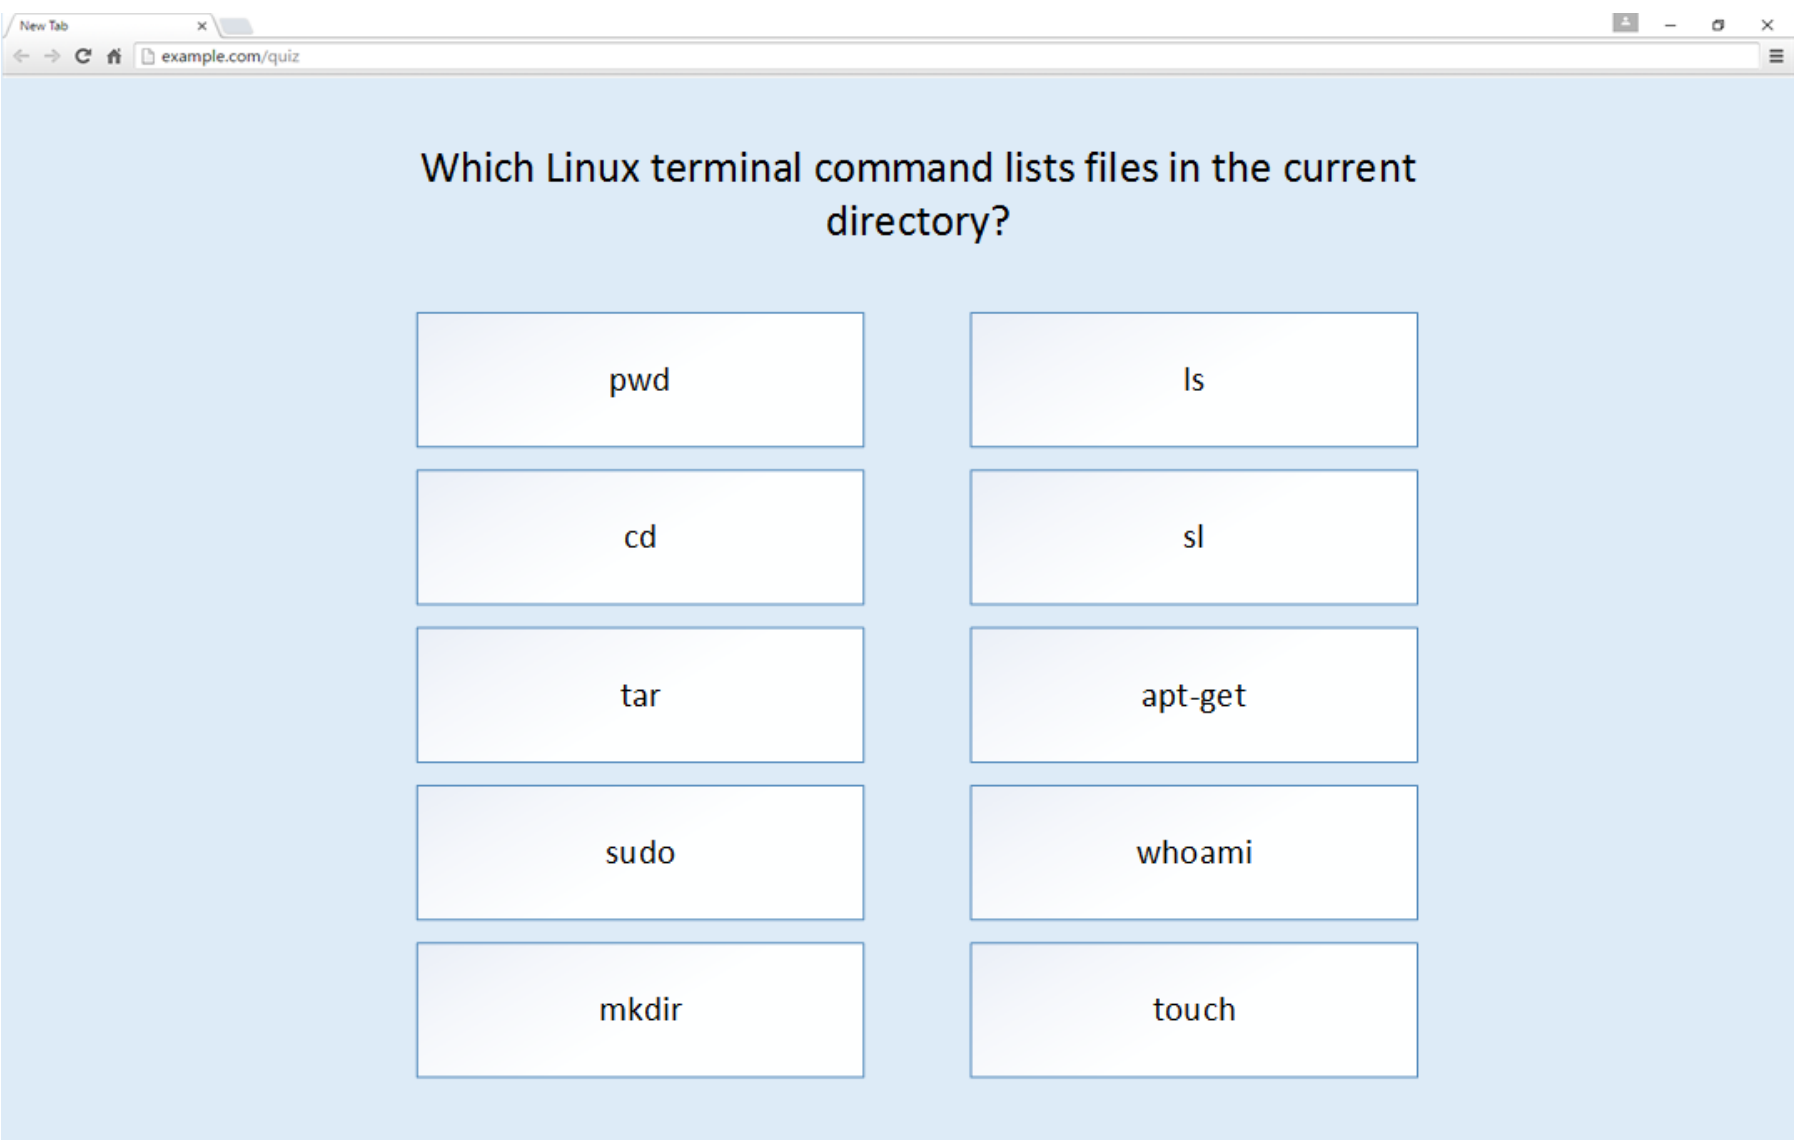 New Tab
example.com/quiz
Which Linux terminal command lists files in the current
directory?
pwd
ls
cd
sl
tar
apt-get
sudo
whoami
mkdir
touch